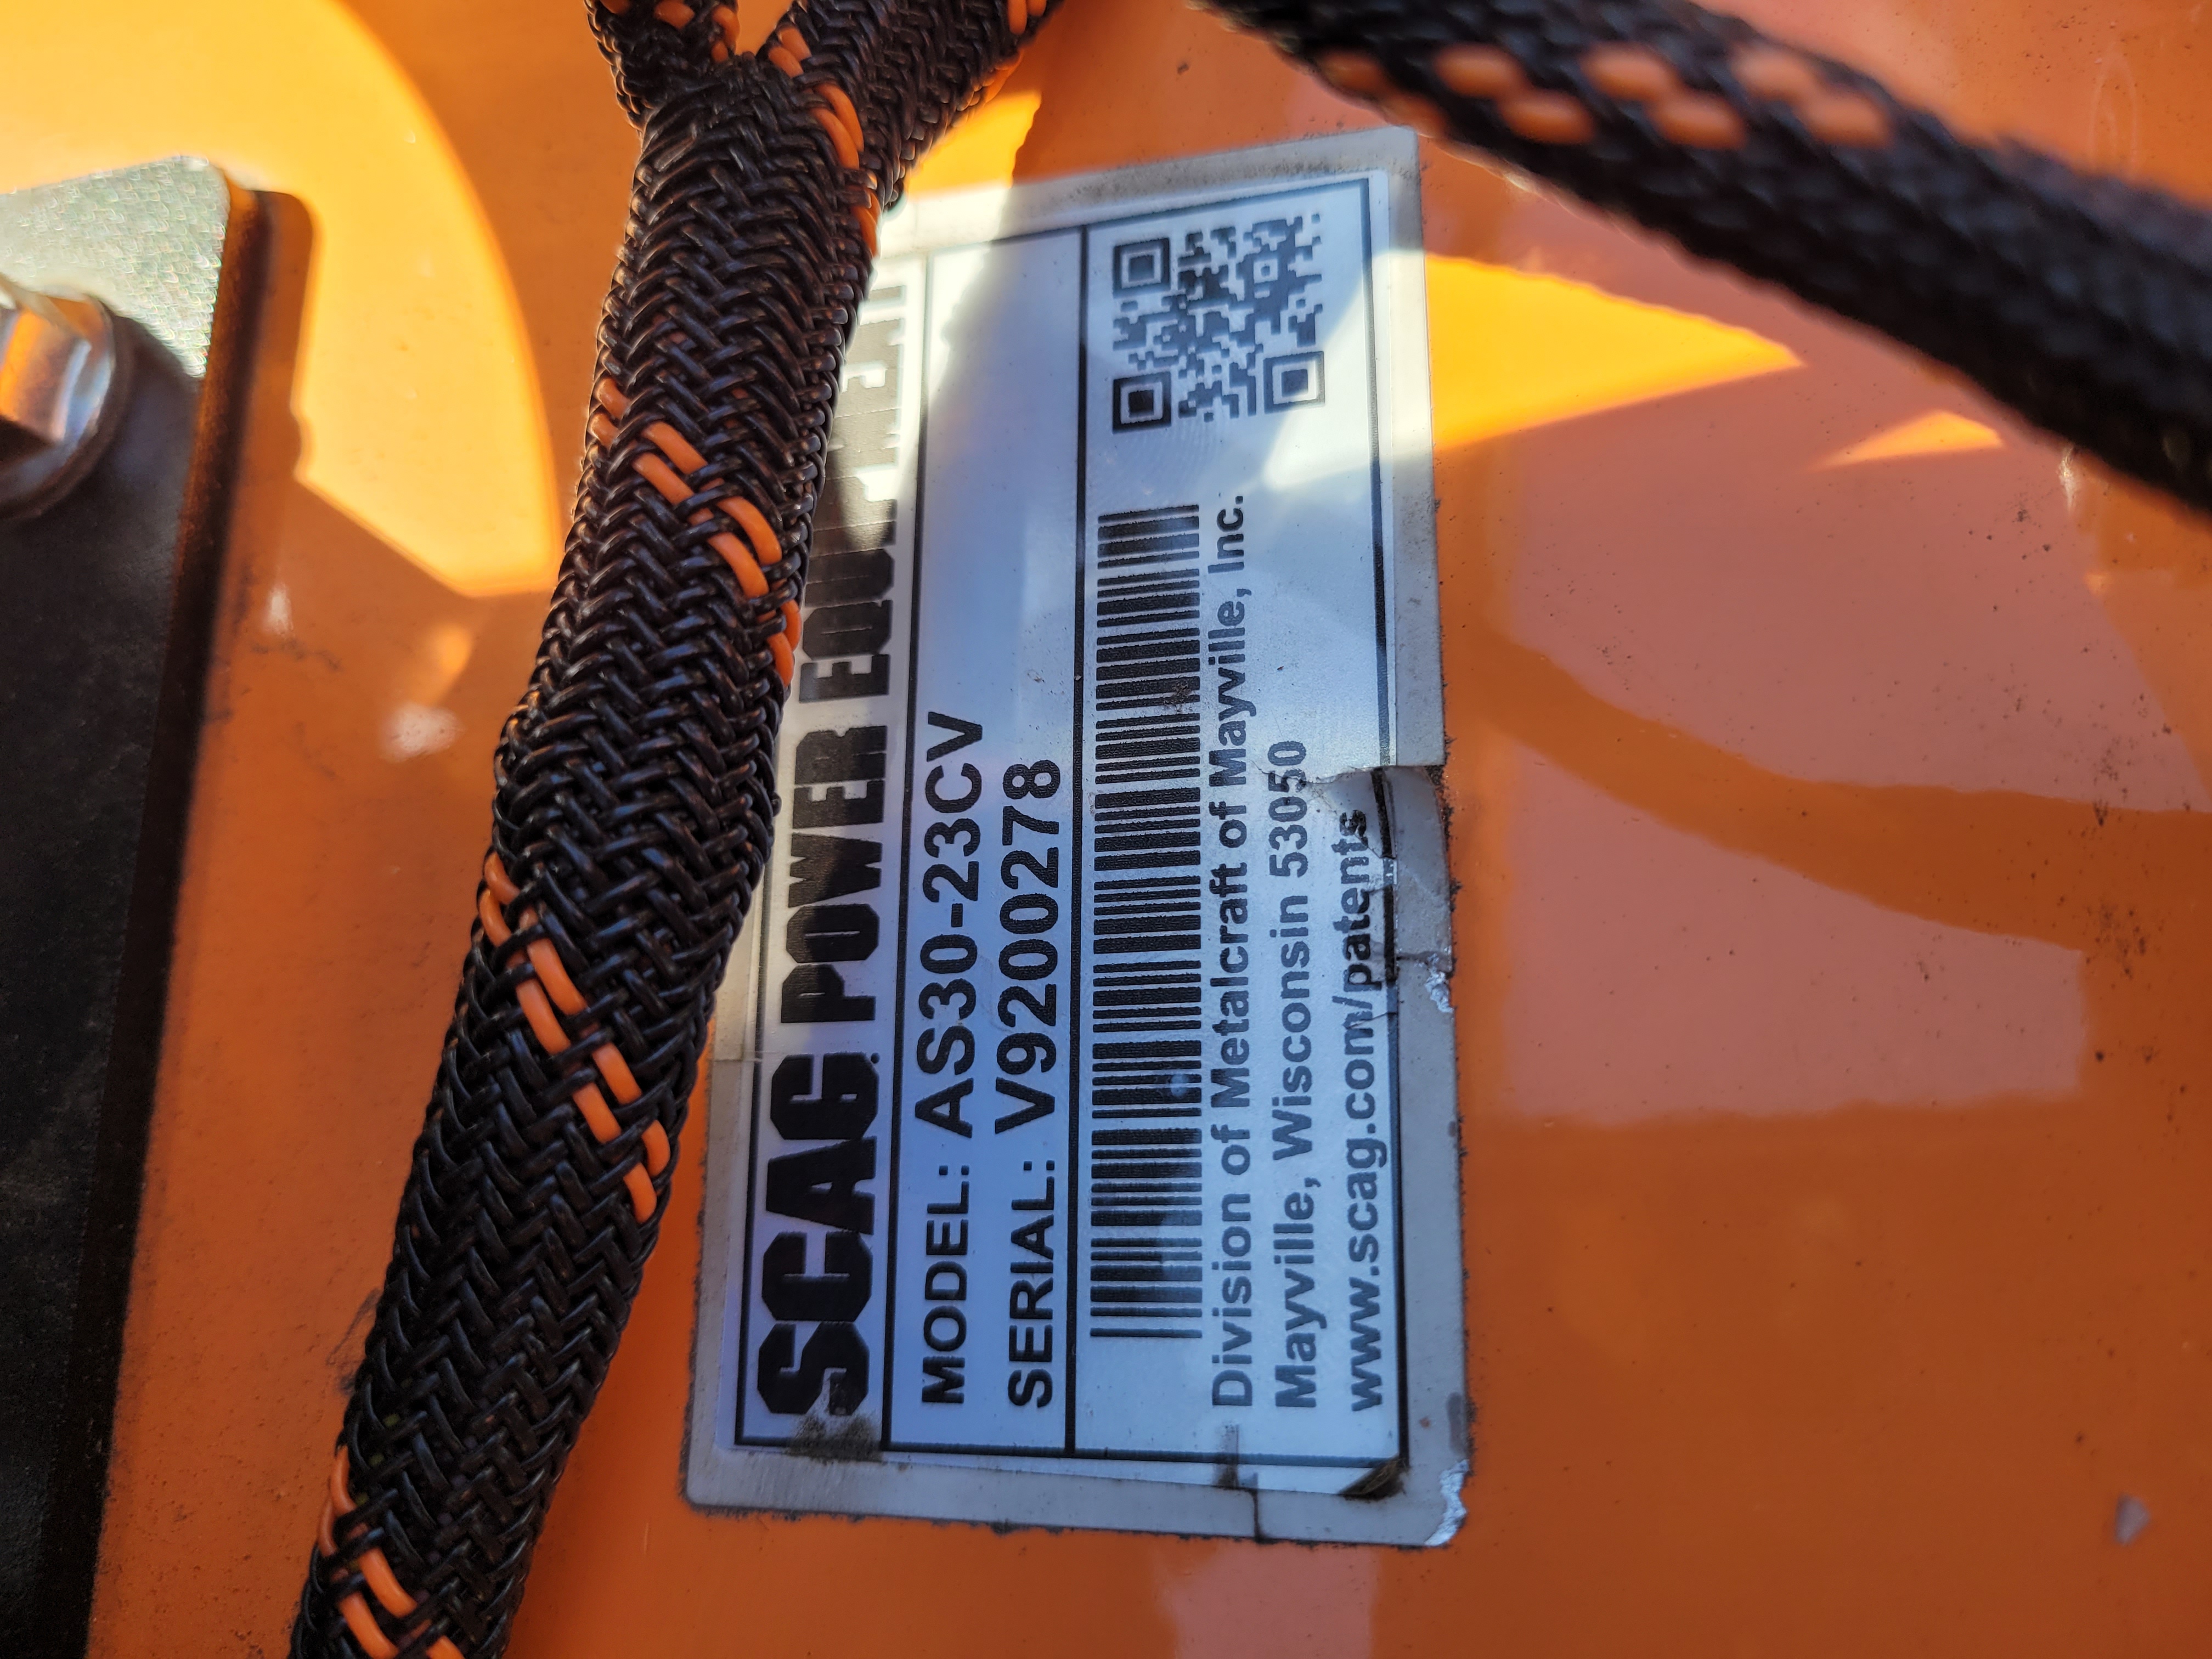 SCAG POWER
MODEL: AS30-23CV
SERIAL: V9200278
Division of Metalcraft of Mayville, Inc.
Mayville, Wisconsin 53050
www.scag.com/patents